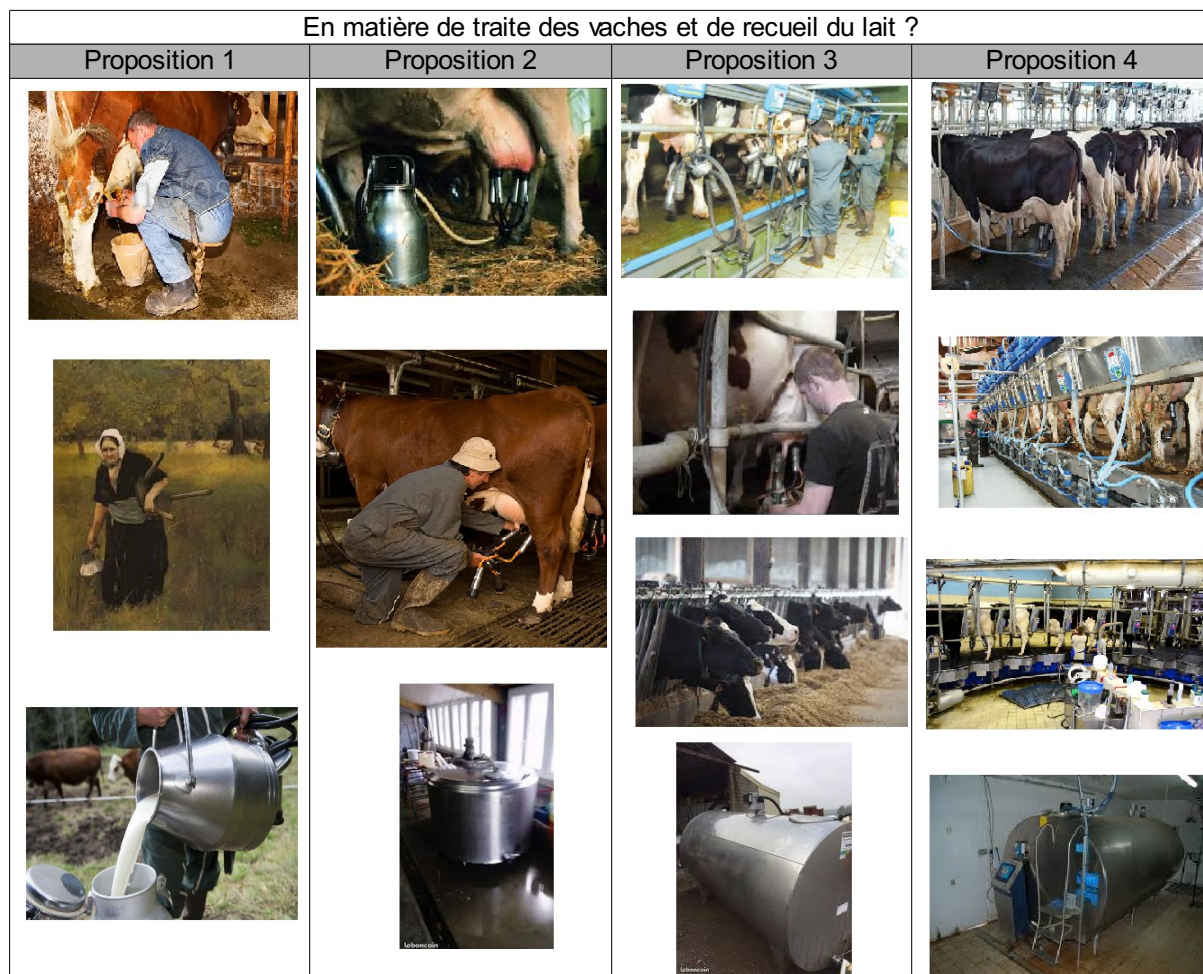 En matière de traite des vaches et de recueil du lait ?
Proposition 1
Proposition 2
Proposition 3
Proposition 4
leboncoin
leboncoin